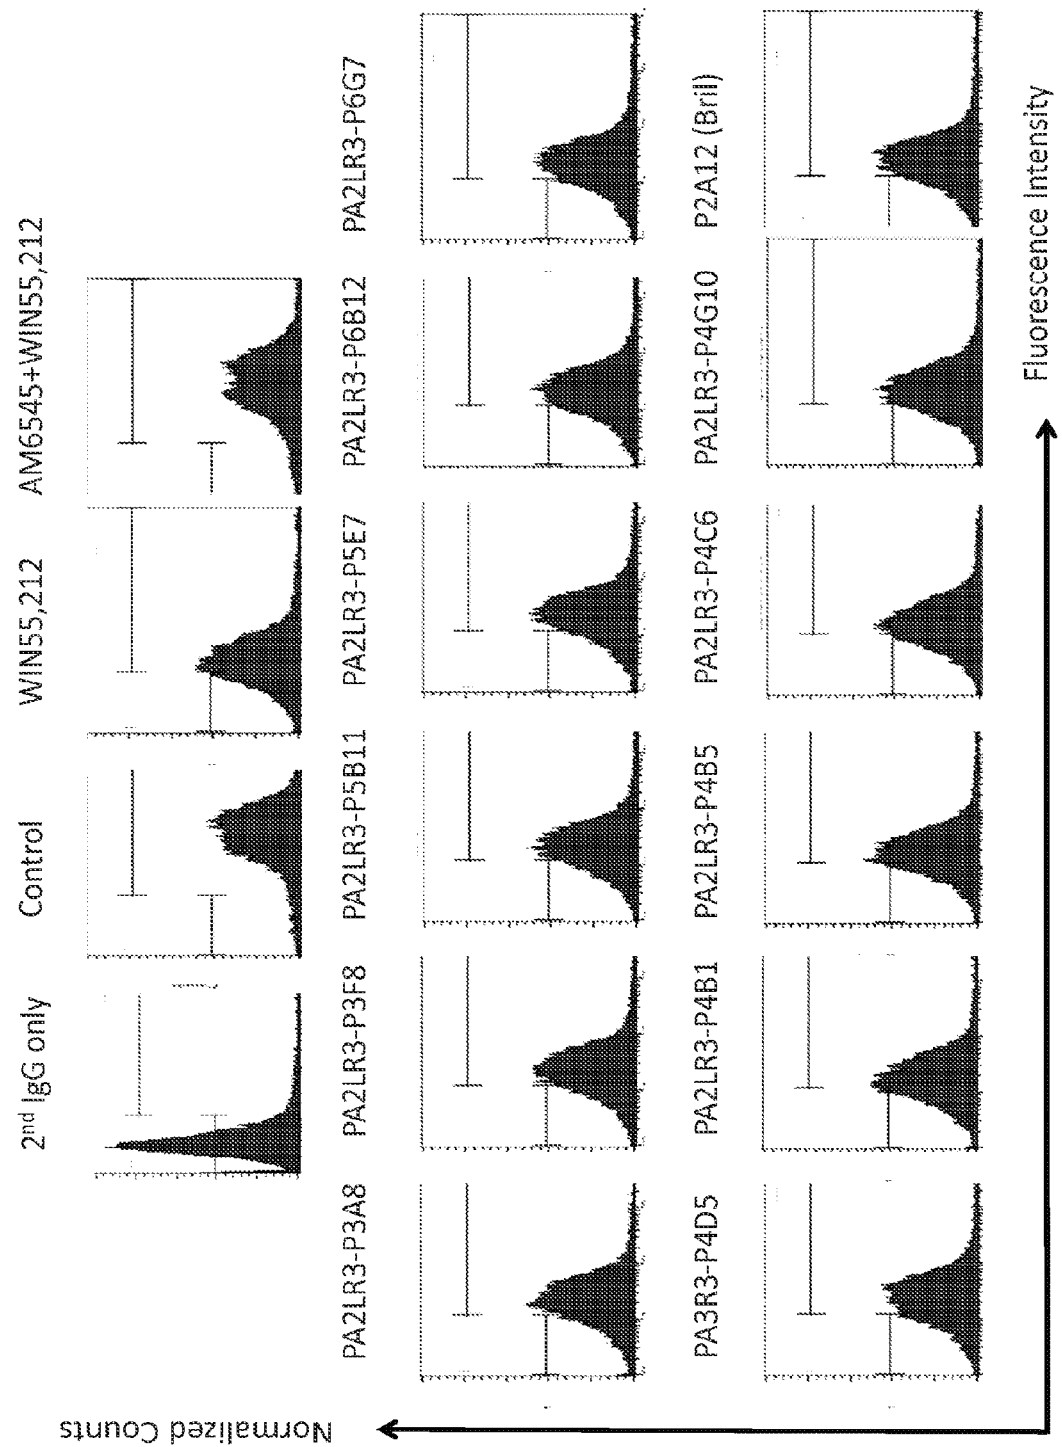 2nd IgG only
Control
WIN55,212
AM6545+WIN55,212
PA2LR3-P3A8
PA2LR3-P3F8
PA2LR3-P5B11
PA2LR3-P5E7
PA2LR3-P6B12
PA2LR3-P6G7
PA3R3-P4D5
PA2LR3-P4B1
PA2LR3-P4B5
PA2LR3-P4C6
PA2LR3-P4G10
P2A12 (Bril)
Normalized Counts
Fluorescence Intensity